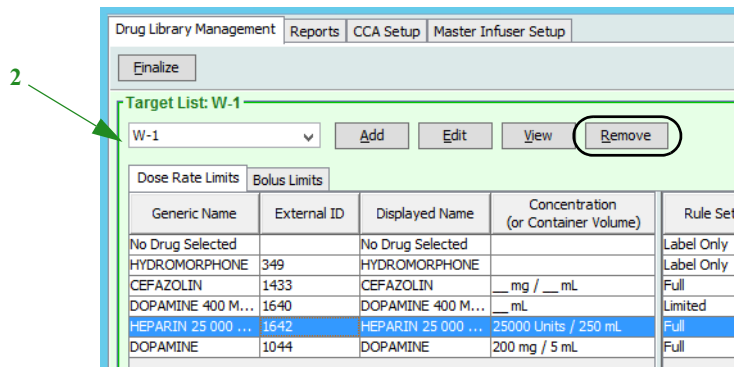 Drug Library Management Reports CCA Setup Master Infuser Setup
Finalize
2
Target List: W-1
W-1 Add Edit View Remove
Dose Rate Limits Bolus Limits
Generic Name External ID Displayed Name Concentration (or Container Volume) Rule Set
No Drug Selected No Drug Selected Label Only
HYDROMORPHONE 349 HYDROMORPHONE Label Only
CEFAZOLIN 1433 CEFAZOLIN __ mg / __ mL Full
DOPAMINE 400 M... 1640 DOPAMINE 400 M... __ mL Limited
HEPARIN 25 000 ... 1642 HEPARIN 25 000 ... 25000 Units / 250 mL Full
DOPAMINE 1044 DOPAMINE 200 mg / 5 mL Full